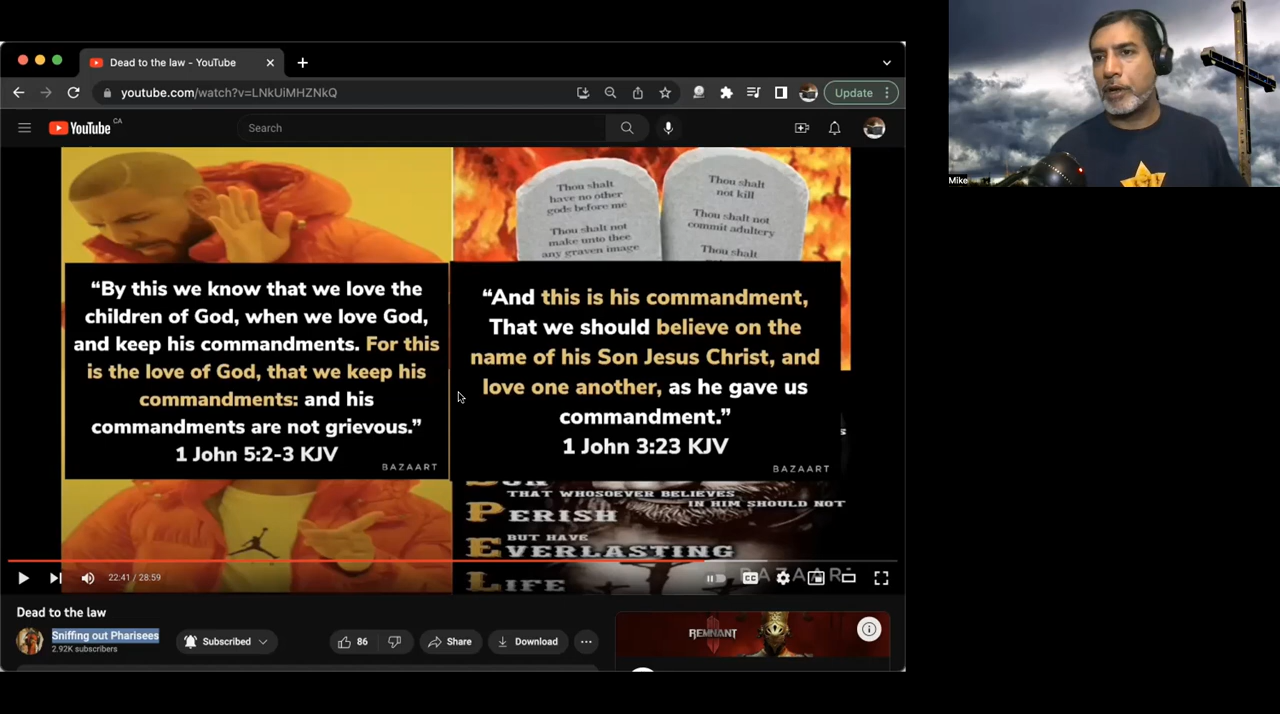 Dead to the law - YouTube
youtube.com/watch?v=LNkUiMHZNkQ
Update
YouTube CA
Search
Thou shalt
have no other
gods before me
Thou shalt not
make unto thee
any graven image
Thou shalt
not kill
Thou shalt not
commit adultery
Thou shalt
“By this we know that we love the
children of God, when we love God,
and keep his commandments. For this
is the love of God, that we keep his
commandments: and his
commandments are not grievous.”
1 John 5:2-3 KJV
BAZAART
“And this is his commandment,
That we should believe on the
name of his Son Jesus Christ, and
love one another, as he gave us
commandment.”
1 John 3:23 KJV
BAZAART
THAT WHOSOEVER BELIEVES
IN HIM SHOULD NOT
PERISH
BUT HAVE
EVERLASTING
LIFE
BAZAART
22:41 / 28:59
CC
Dead to the law
Sniffing out Pharisees
2.92K subscribers
Subscribed
86
Share
Download
REMNANT
Mike